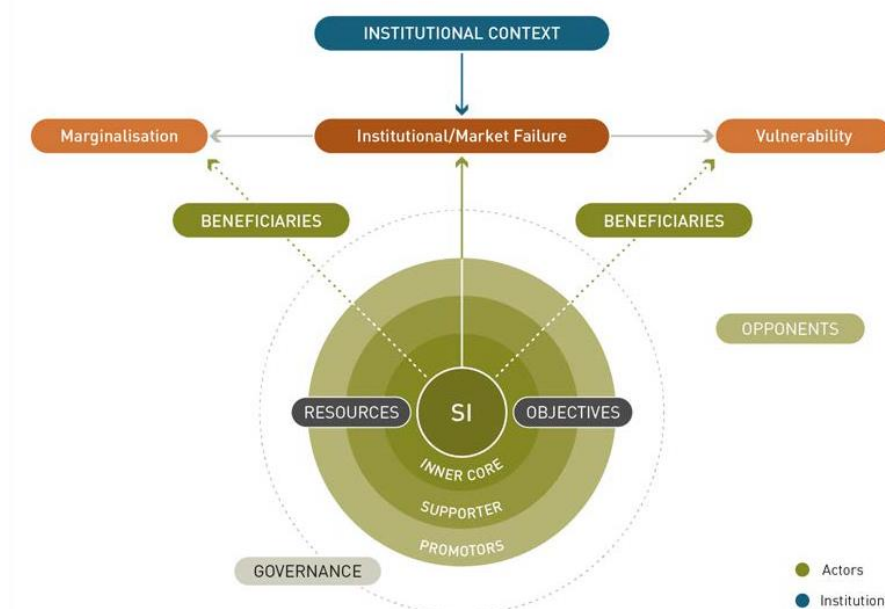 INSTITUTIONAL CONTEXT
Marginalisation
Institutional/Market Failure
Vulnerability
BENEFICIARIES
BENEFICIARIES
OPPONENTS
RESOURCES
SI
OBJECTIVES
INNER CORE
SUPPORTER
PROMOTORS
GOVERNANCE
Actors
Institution